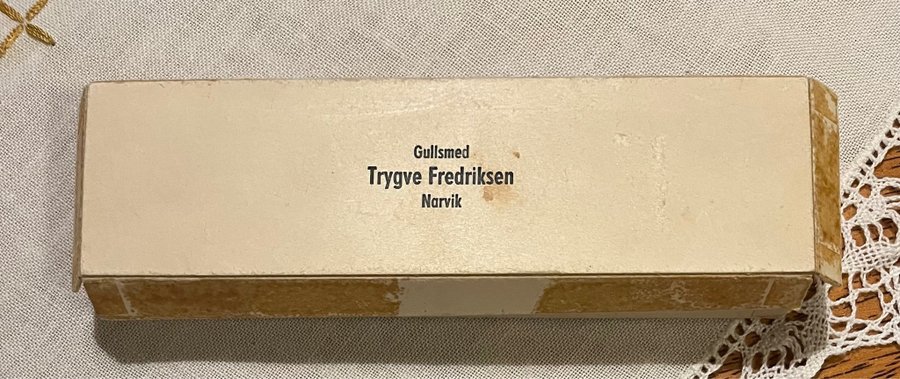 Gullsmed
Trygve Fredriksen
Narvik